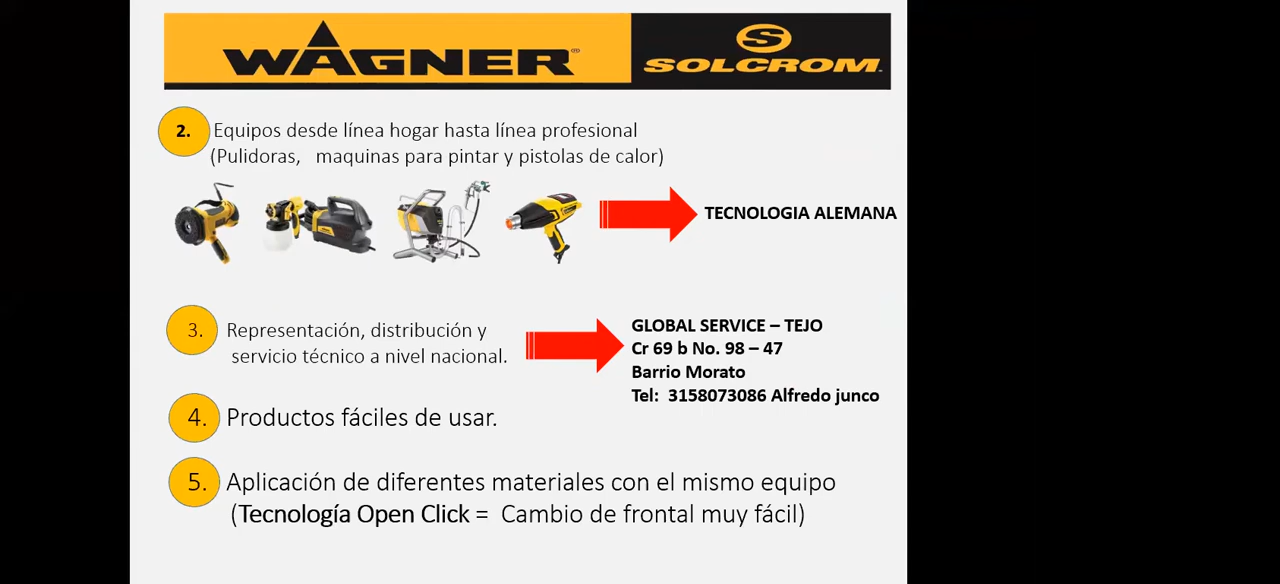 WAGNER®
SOLCROM
2. Equipos desde línea hogar hasta línea profesional
(Pulidoras, maquinas para pintar y pistolas de calor)
TECNOLOGIA ALEMANA
3. Representación, distribución y
servicio técnico a nivel nacional.
GLOBAL SERVICE – TEJO
Cr 69 b No. 98 – 47
Barrio Morato
Tel: 3158073086 Alfredo junco
4. Productos fáciles de usar.
5. Aplicación de diferentes materiales con el mismo equipo
(Tecnología Open Click = Cambio de frontal muy fácil)